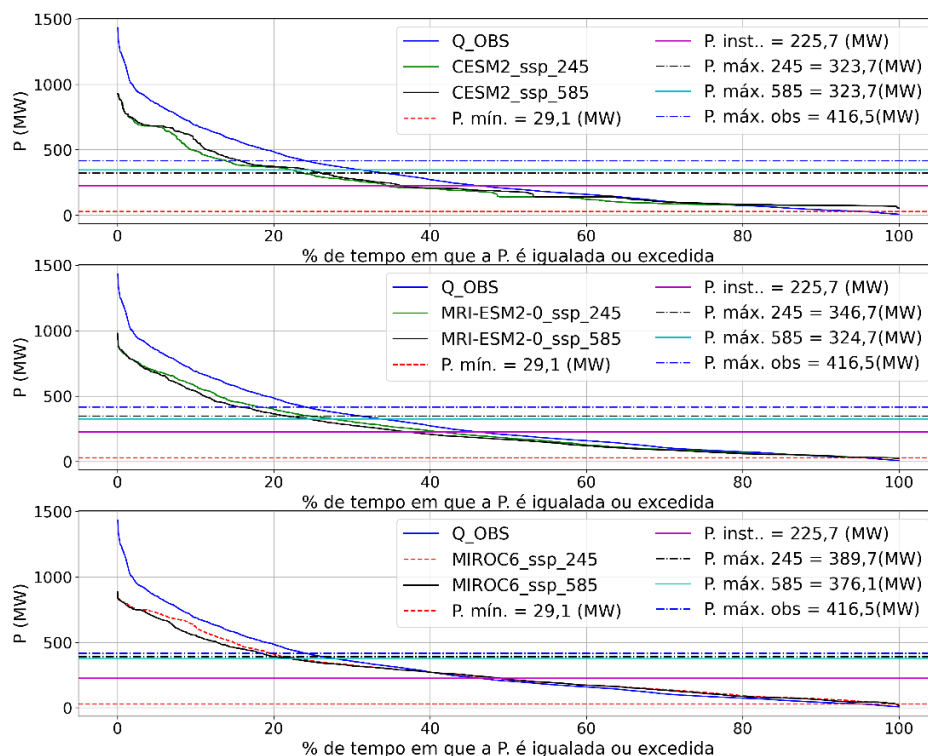 1500
1000
500
0
P (MW)
Q_OBS
CESM2_ssp_245
CESM2_ssp_585
P. mín. = 29,1 (MW)
P. inst.. = 225,7 (MW)
P. máx. 245 = 323,7(MW)
P. máx. 585 = 323,7(MW)
P. máx. obs = 416,5(MW)
0 20 40 60 80 100
% de tempo em que a P. é igualada ou excedida
1500
1000
500
0
P (MW)
Q_OBS
MRI-ESM2-0_ssp_245
MRI-ESM2-0_ssp_585
P. mín. = 29,1 (MW)
P. inst.. = 225,7 (MW)
P. máx. 245 = 346,7(MW)
P. máx. 585 = 324,7(MW)
P. máx. obs = 416,5(MW)
0 20 40 60 80 100
% de tempo em que a P. é igualada ou excedida
1500
1000
500
0
P (MW)
Q_OBS
MIROC6_ssp_245
MIROC6_ssp_585
P. mín. = 29,1 (MW)
P. inst.. = 225,7 (MW)
P. máx. 245 = 389,7(MW)
P. máx. 585 = 376,1(MW)
P. máx. obs = 416,5(MW)
0 20 40 60 80 100
% de tempo em que a P. é igualada ou excedida